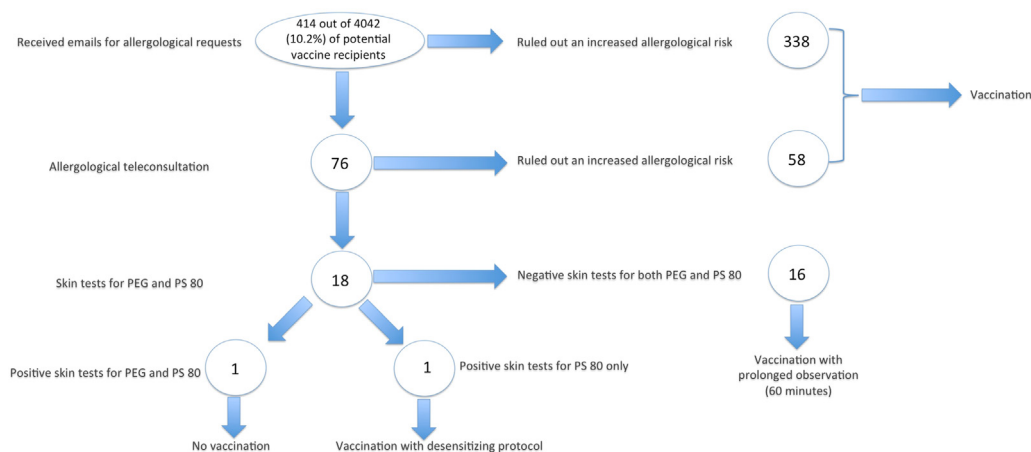 414 out of 4042
(10.2%) of potential
vaccine recipients
Received emails for allergological requests
Ruled out an increased allergological risk
338
Vaccination
Allergological teleconsultation
76
Ruled out an increased allergological risk
58
Skin tests for PEG and PS 80
18
Negative skin tests for both PEG and PS 80
16
Positive skin tests for PEG and PS 80
1
1
Positive skin tests for PS 80 only
Vaccination with
prolonged observation
(60 minutes)
No vaccination
Vaccination with desensitizing protocol